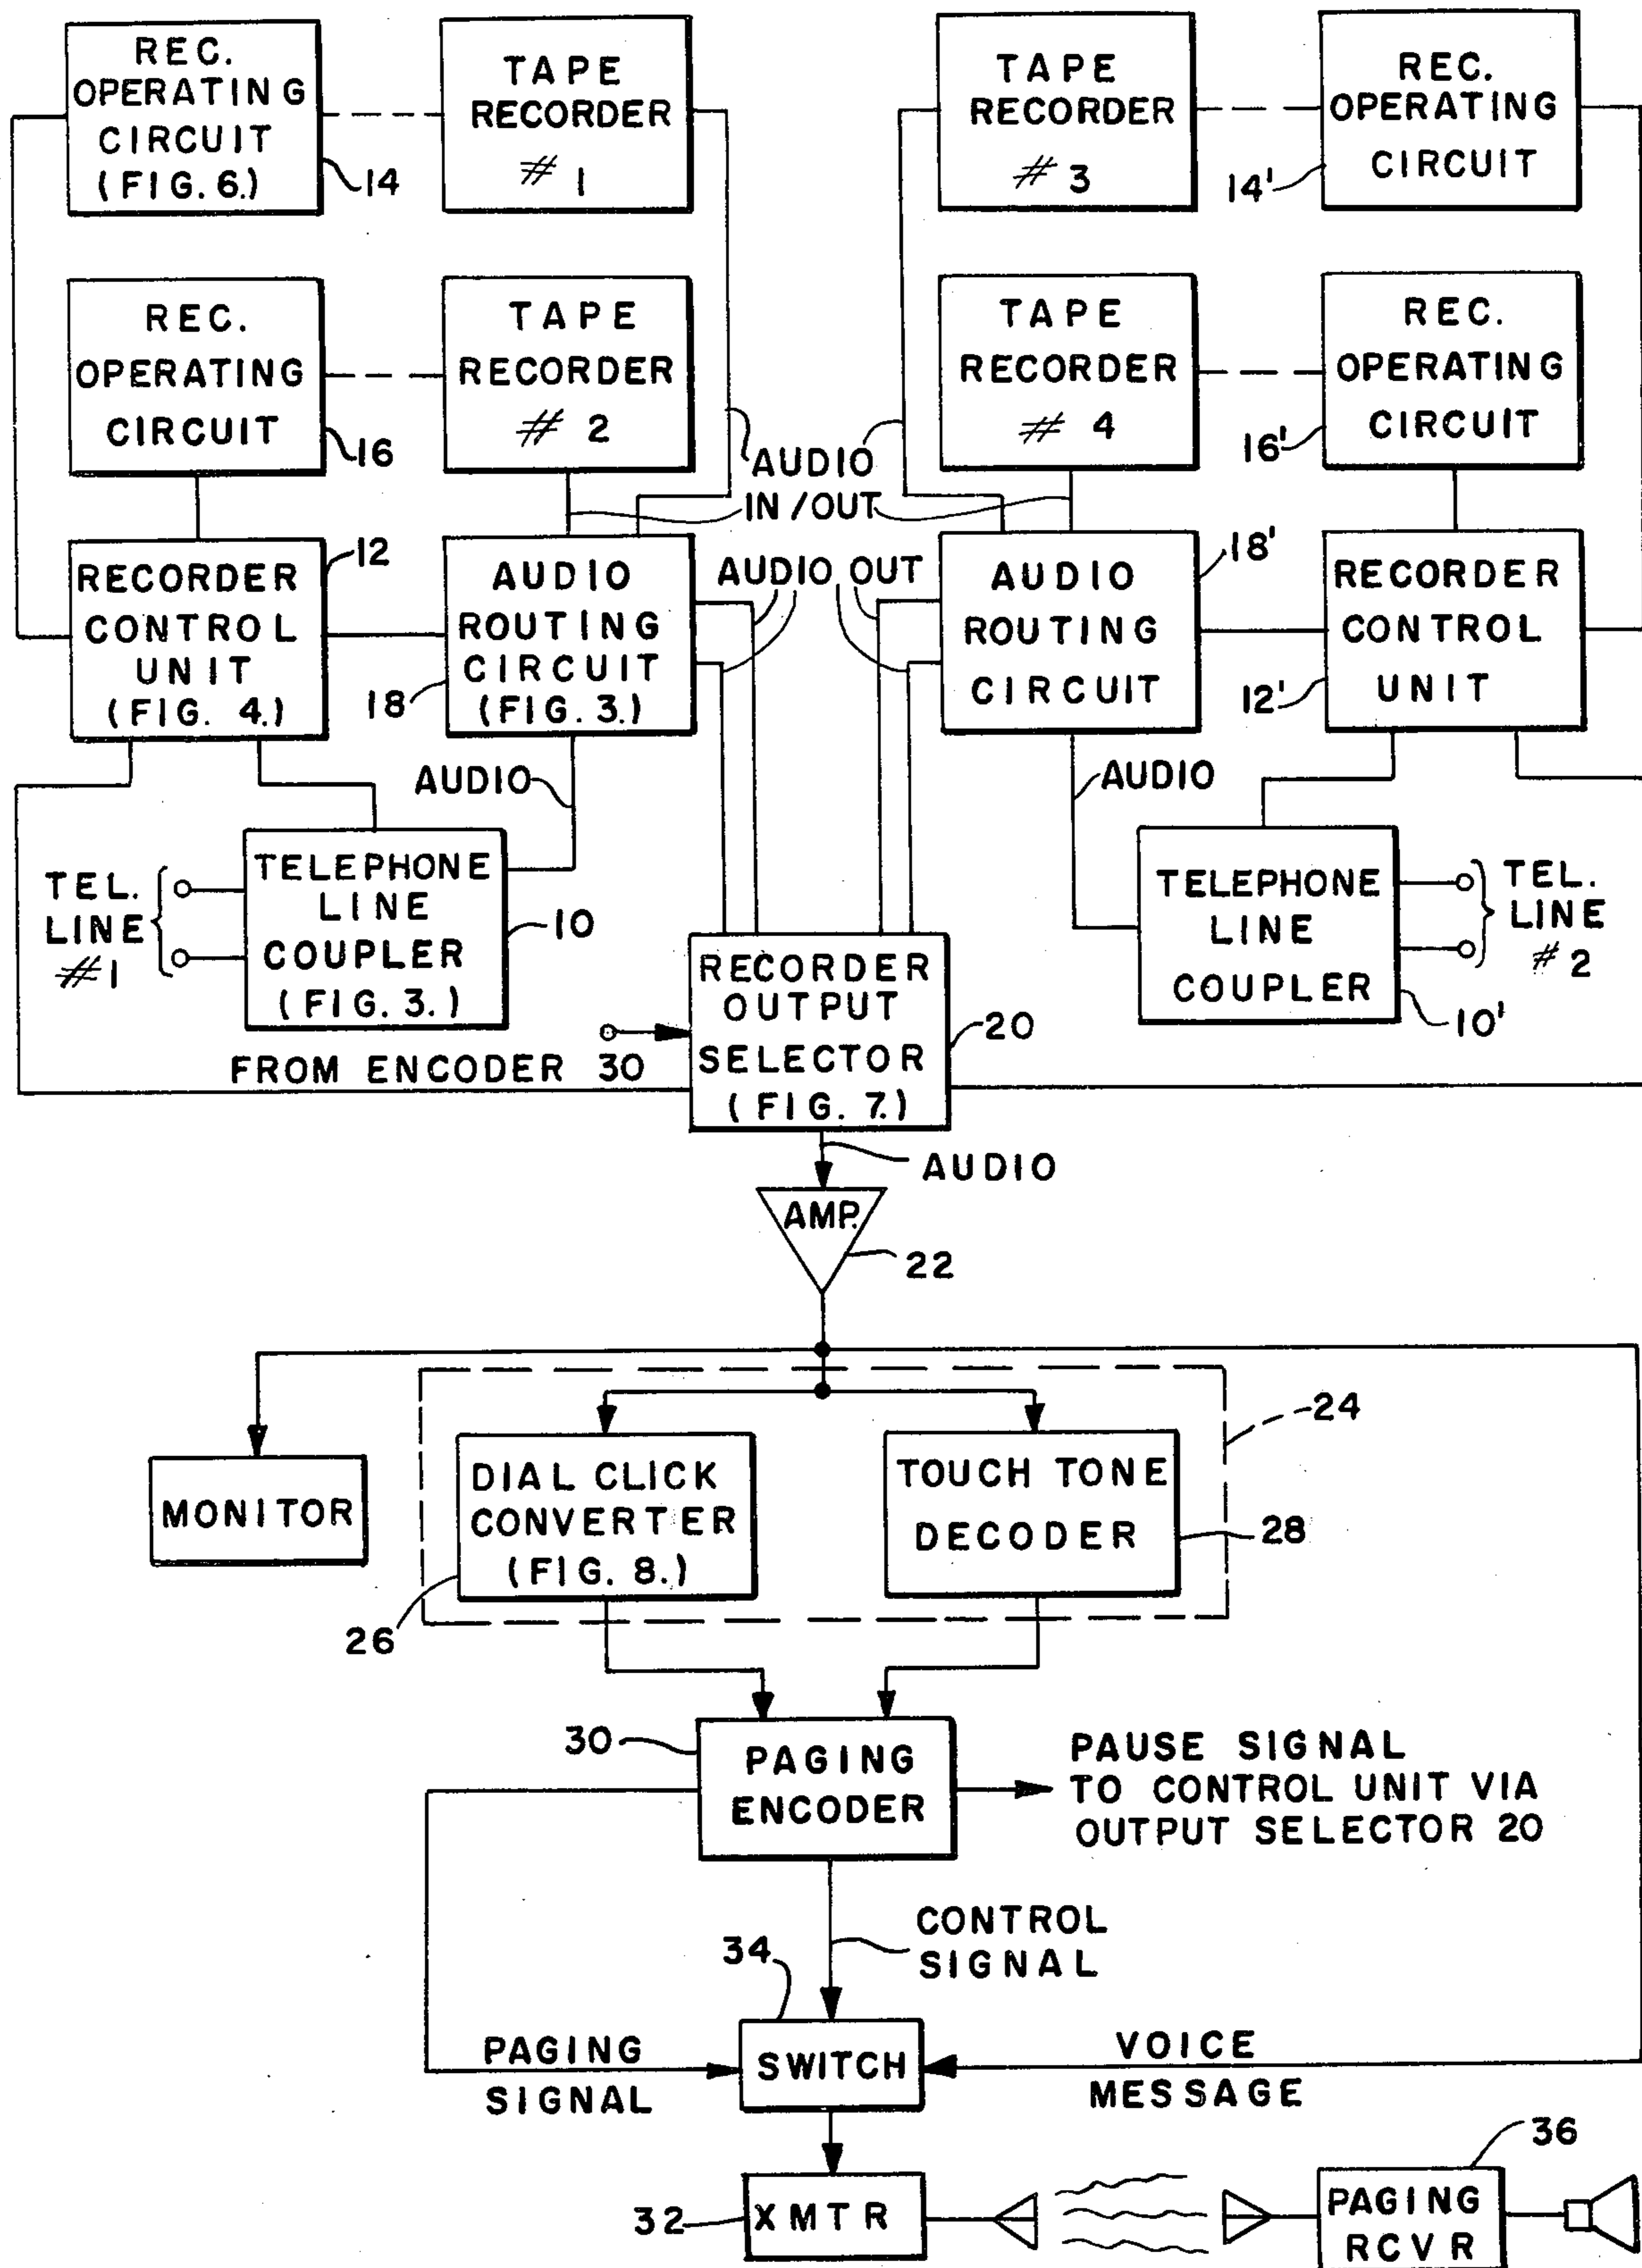 REC.
OPERATING
CIRCUIT
(FIG. 6.)
14
TAPE
RECORDER
# 1
TAPE
RECORDER
# 3
14'
REC.
OPERATING
CIRCUIT
REC.
OPERATING
CIRCUIT
16
TAPE
RECORDER
# 2
AUDIO
IN/OUT
TAPE
RECORDER
# 4
16'
REC.
OPERATING
CIRCUIT
RECORDER
CONTROL
UNIT
(FIG. 4.)
12
18
AUDIO
ROUTING
CIRCUIT
(FIG. 3.)
AUDIO OUT
AUDIO
ROUTING
CIRCUIT
18'
12'
RECORDER
CONTROL
UNIT
AUDIO
AUDIO
TEL.
LINE
#1
TELEPHONE
LINE
COUPLER
(FIG. 3.)
10
TELEPHONE
LINE
COUPLER
10'
TEL.
LINE
# 2
FROM ENCODER 30
RECORDER
OUTPUT
SELECTOR
(FIG. 7.)
20
AUDIO
AMP.
22
MONITOR
24
DIAL CLICK
CONVERTER
(FIG. 8.)
26
TOUCH TONE
DECODER
28
30
PAGING
ENCODER
PAUSE SIGNAL
TO CONTROL UNIT VIA
OUTPUT SELECTOR 20
CONTROL
SIGNAL
34
PAGING
SIGNAL
SWITCH
VOICE
MESSAGE
32
XMTR
36
PAGING
RCVR